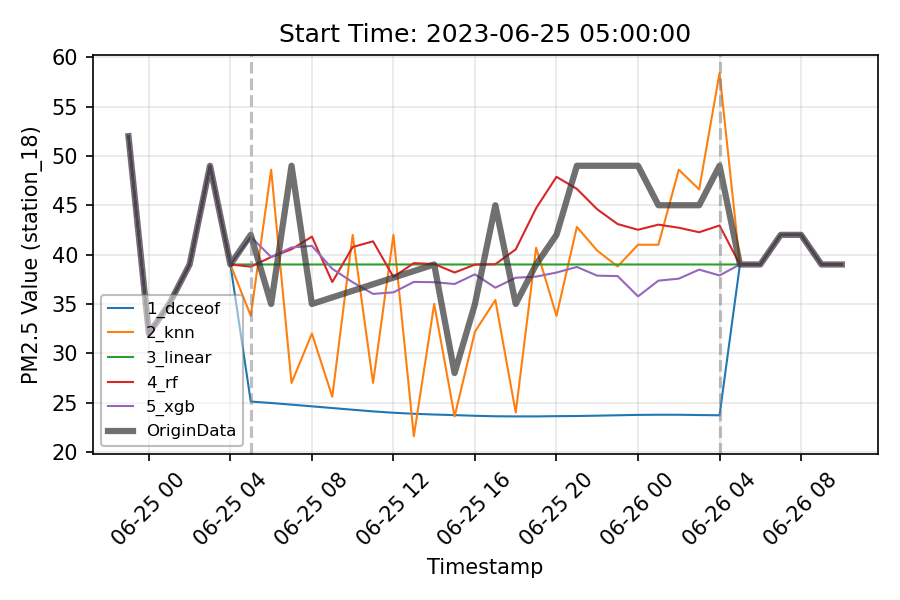 Start Time: 2023-06-25 05:00:00
PM2.5 Value (station_18)
60
55
50
45
40
35
30
25
20
1_dcceof
2_knn
3_linear
4_rf
5_xgb
OriginData
06-25 00
06-25 04
06-25 08
06-25 12
06-25 16
06-25 20
06-26 00
06-26 04
06-26 08
Timestamp